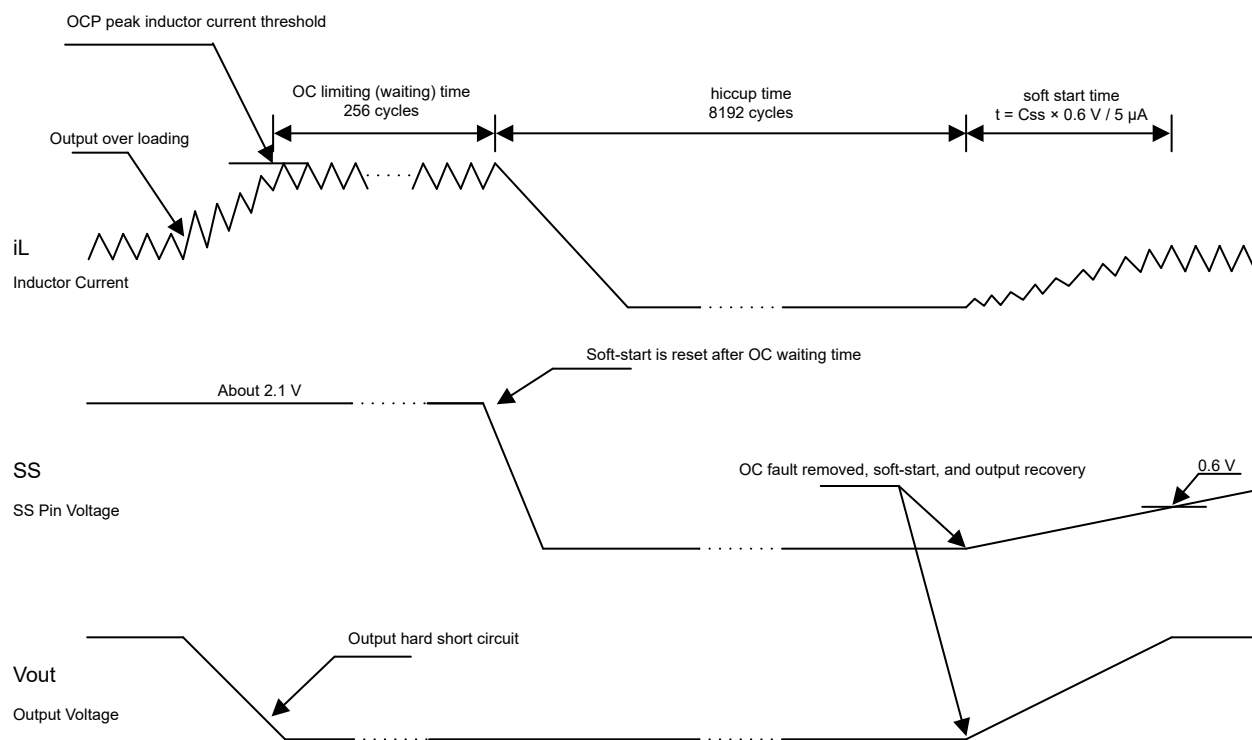 OCP peak inductor current threshold
OC limiting (waiting) time
256 cycles
hiccup time
8192 cycles
soft start time
t = Css × 0.6 V / 5 µA
Output over loading
iL
Inductor Current
Soft-start is reset after OC waiting time
About 2.1 V
SS
SS Pin Voltage
OC fault removed, soft-start, and output recovery
0.6 V
Output hard short circuit
Vout
Output Voltage